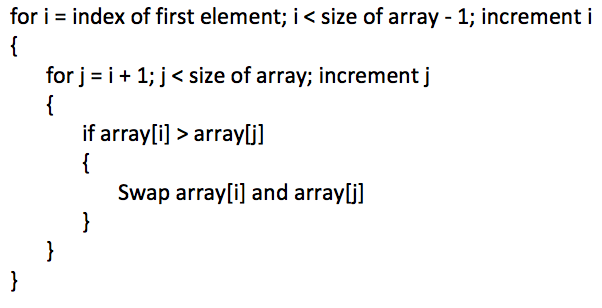 for i = index of first element; i < size of array - 1; increment i
{
for j = i + 1; j < size of array; increment j
{
if array[i] > array[j]
{
Swap array[i] and array[j]
}
}
}